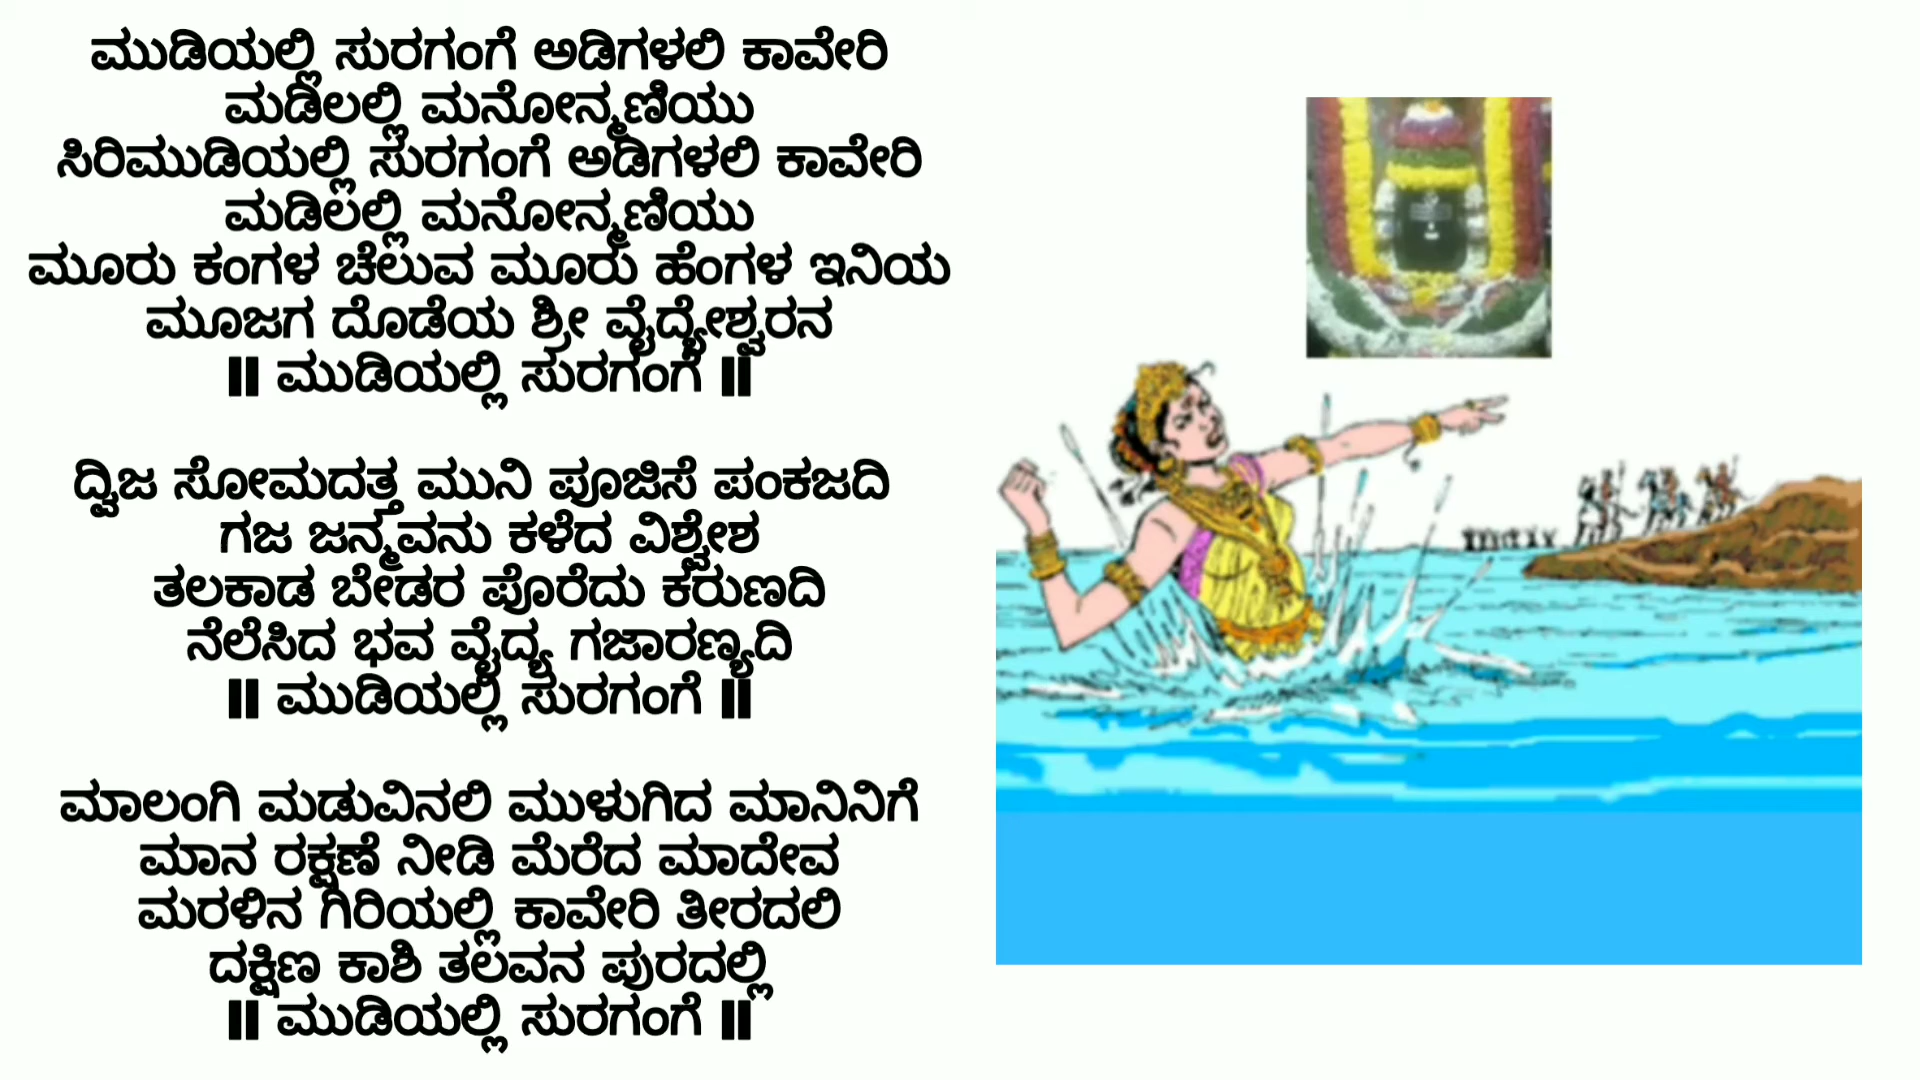 ಮುಡಿಯಲ್ಲಿ ಸುರಗಂಗೆ ಅಡಿಗಳಲಿ ಕಾವೇರಿ
ಮಡಿಲಲ್ಲಿ ಮನೋನ್ಮಣಿಯು
ಸಿರಿಮುಡಿಯಲ್ಲಿ ಸುರಗಂಗೆ ಅಡಿಗಳಲಿ ಕಾವೇರಿ
ಮಡಿಲಲ್ಲಿ ಮನೋನ್ಮಣಿಯು
ಮೂರು ಕಂಗಳ ಚೆಲುವ ಮೂರು ಹೆಂಗಳ ಇನಿಯ
ಮೂಜಗ ದೊಡೆಯ ಶ್ರೀ ವೈದ್ಯೇಶ್ವರನ
|| ಮುಡಿಯಲ್ಲಿ ಸುರಗಂಗೆ ||
ದ್ವಿಜ ಸೋಮದತ್ತ ಮುನಿ ಪೂಜಿಸೆ ಪಂಕಜದಿ
ಗಜ ಜನ್ಮವನು ಕಳೆದ ವಿಶ್ವೇಶ
ತಲಕಾಡ ಬೇಡರ ಪೊರೆದು ಕರುಣದಿ
ನೆಲೆಸಿದ ಭವ ವೈದ್ಯ ಗಜಾರಣ್ಯದಿ
|| ಮುಡಿಯಲ್ಲಿ ಸುರಗಂಗೆ ||
ಮಾಲಂಗಿ ಮಡುವಿನಲಿ ಮುಳುಗಿದ ಮಾನಿನಿಗೆ
ಮಾನ ರಕ್ಷಣೆ ನೀಡಿ ಮೆರೆದ ಮಾದೇವ
ಮರಳಿನ ಗಿರಿಯಲ್ಲಿ ಕಾವೇರಿ ತೀರದಲಿ
ದಕ್ಷಿಣ ಕಾಶಿ ತಲವನ ಪುರದಲ್ಲಿ
|| ಮುಡಿಯಲ್ಲಿ ಸುರಗಂಗೆ ||